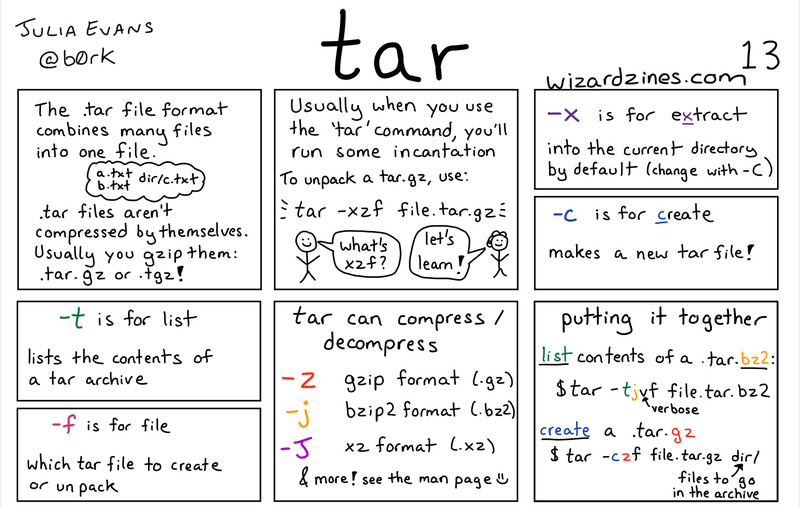 JULIA EVANS
@b0rk
tar
13
wizardzines.com
The .tar file format
combines many files
into one file.
a.txt
b.txt
dir/c.txt
.tar files aren't
compressed by themselves.
Usually you gzip them:
.tar.gz or .tgz!
Usually when you use
the 'tar' command, you'll
run some incantation
To unpack a tar.gz, use:
tar -xzf file.tar.gz
what's
xzf?
let's
learn!
-x is for extract
into the current directory
by default (change with -C)
-c is for create
makes a new tar file!
-t is for list
lists the contents of
a tar archive
-f is for file
which tar file to create
or unpack
tar can compress /
decompress
-z gzip format (.gz)
-j bzip2 format (.bz2)
-J xz format (.xz)
& more! see the man page
putting it together
list contents of a .tar.bz2:
$ tar -tjvf file.tar.bz2
verbose
create a .tar.gz
$ tar -czf file.tar.gz dir/
files to go
in the archive